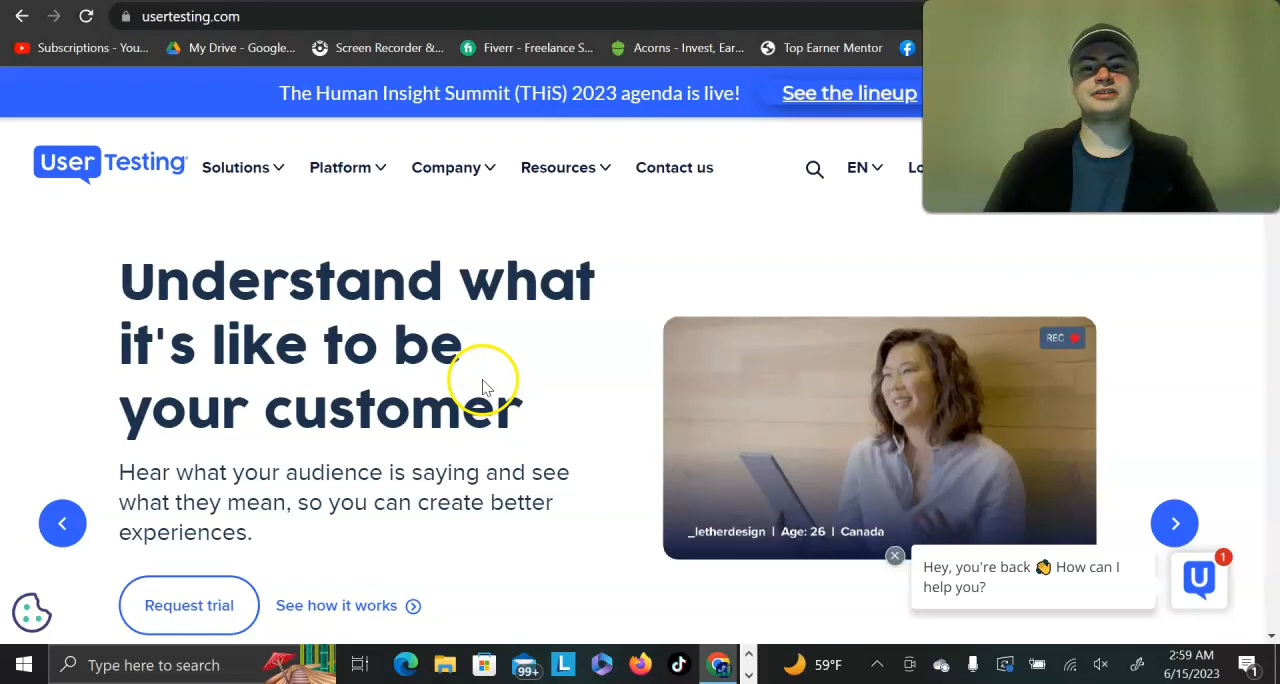 usertesting.com
Subscriptions - You...
My Drive - Google...
Screen Recorder &...
Fiverr - Freelance S...
Acorns - Invest, Ear...
Top Earner Mentor
The Human Insight Summit (THiS) 2023 agenda is live!
See the lineup
User Testing
Solutions
Platform
Company
Resources
Contact us
EN
Lo
Understand what
it's like to be
your customer
Hear what your audience is saying and see
what they mean, so you can create better
experiences.
Request trial
See how it works
REC
_letherdesign | Age: 26 | Canada
Hey, you're back 👋 How can I
help you?
U
1
Type here to search
99+
L
59°F
2:59 AM
6/15/2023
1